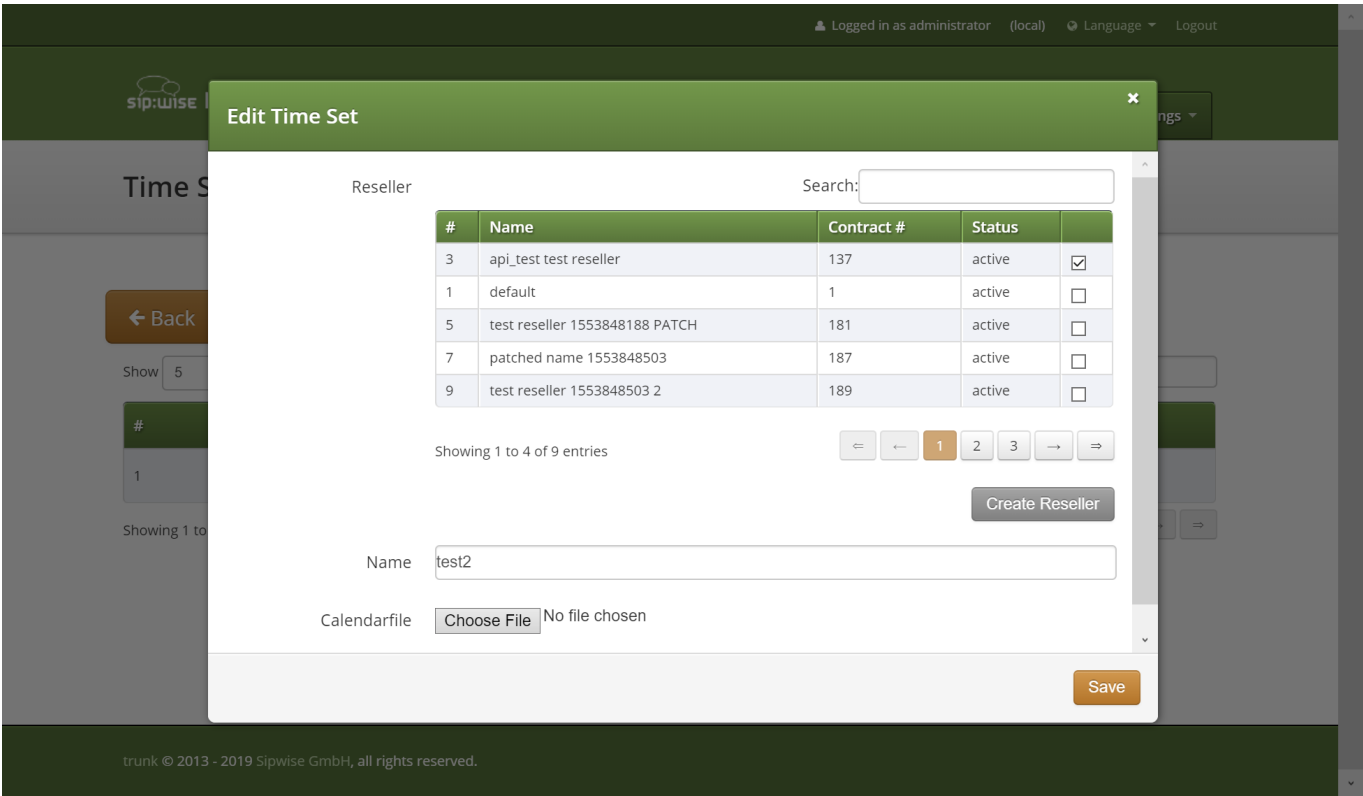 Logged in as administrator (local) Language Logout
sip:wise
ngs
Edit Time Set
Time S
Reseller
Search:
# Name Contract # Status
3 api_test test reseller 137 active
1 default 1 active
5 test reseller 1553848188 PATCH 181 active
7 patched name 1553848503 187 active
9 test reseller 1553848503 2 189 active
← Back
Show 5
#
1
Showing 1 to
Showing 1 to 4 of 9 entries
⇐ ← 1 2 3 → ⇒
Create Reseller
⇒
Name test2
Calendarfile Choose File No file chosen
Save
trunk © 2013 - 2019 Sipwise GmbH, all rights reserved.